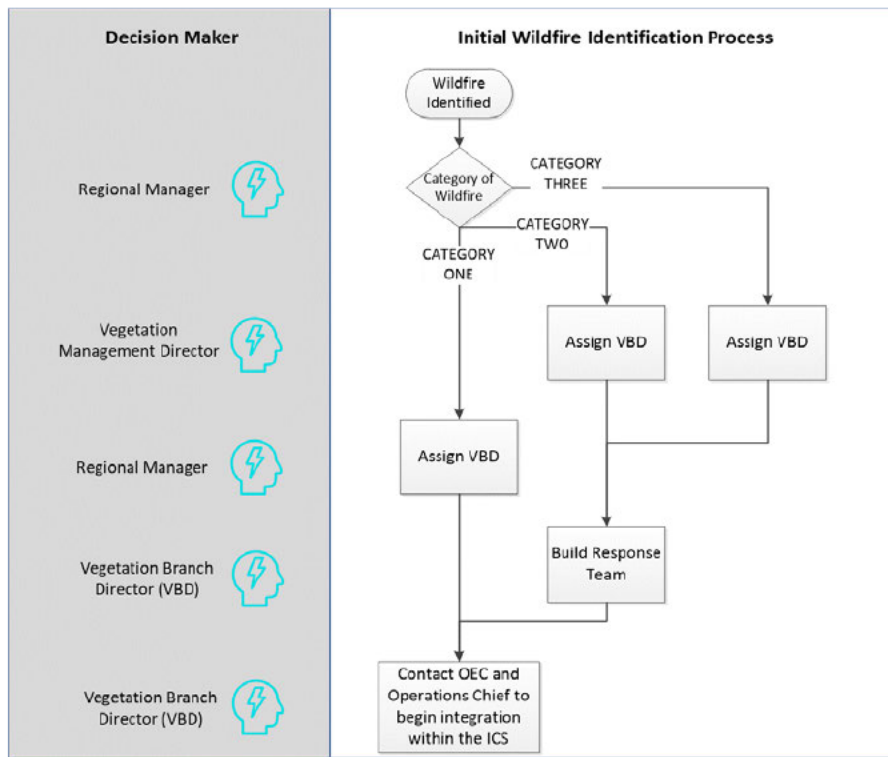 Decision Maker
Initial Wildfire Identification Process
Wildfire
Identified
Regional Manager
Category of
Wildfire
CATEGORY
THREE
CATEGORY
TWO
CATEGORY
ONE
Vegetation
Management Director
Assign VBD
Assign VBD
Regional Manager
Assign VBD
Vegetation Branch
Director (VBD)
Build Response
Team
Vegetation Branch
Director (VBD)
Contact OEC and
Operations Chief to
begin integration
within the ICS